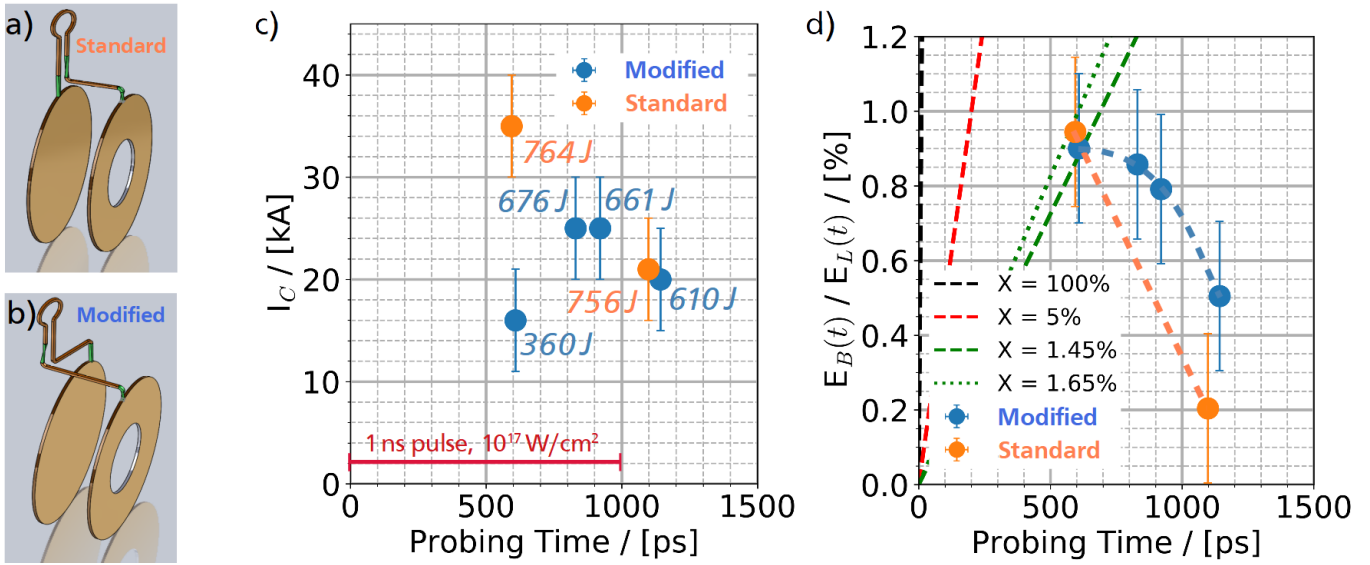 a)
Standard
b)
Modified
c)
I_C / [kA]
40
30
20
10
0
Modified
Standard
764 J
676 J
661 J
756 J
610 J
360 J
1 ns pulse, 10¹⁷ W/cm²
0
500
1000
1500
Probing Time / [ps]
d)
E_B(t) / E_L(t) / [%]
1.2
1.0
0.8
0.6
0.4
0.2
0.0
X = 100%
X = 5%
X = 1.45%
X = 1.65%
Modified
Standard
0
500
1000
1500
Probing Time / [ps]